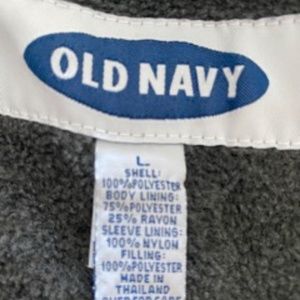 OLD NAVY
L
SHELL:
100%POLYESTER
BODY LINING:
75%POLYESTER
25% RAYON
SLEEVE LINING:
100% NYLON
FILLING:
100%POLYESTER
MADE IN
THAILAND